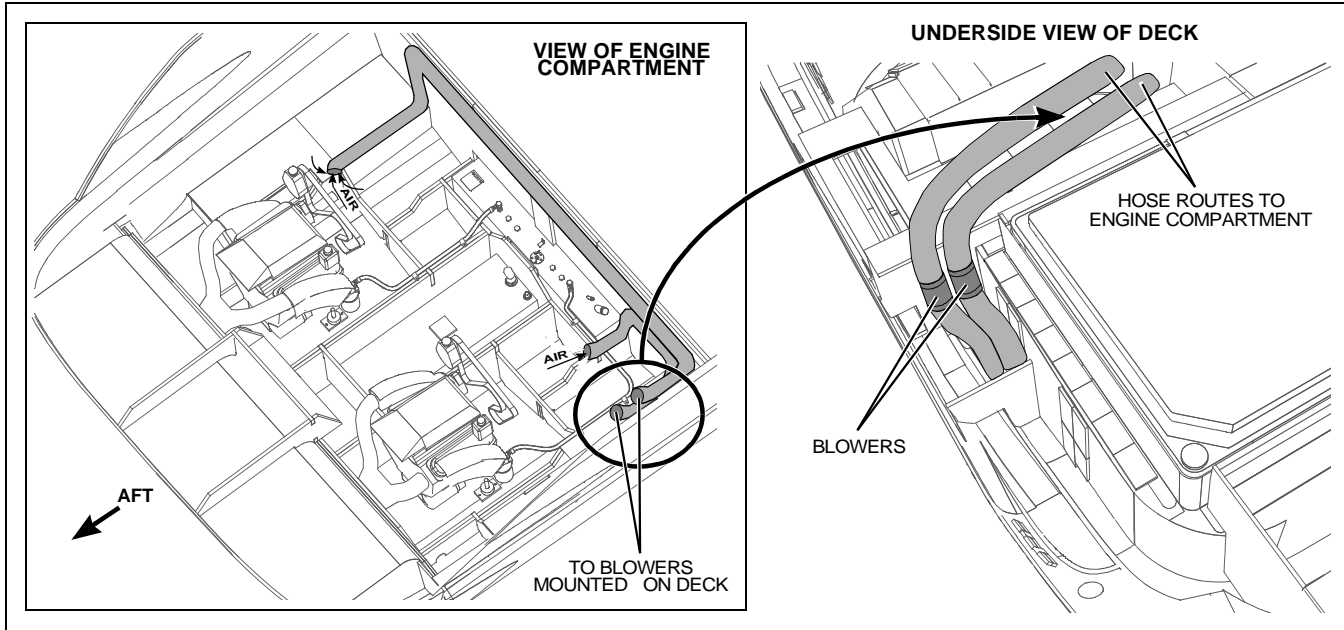 VIEW OF ENGINE
COMPARTMENT
AIR
AIR
AFT
TO BLOWERS
MOUNTED ON DECK
UNDERSIDE VIEW OF DECK
HOSE ROUTES TO
ENGINE COMPARTMENT
BLOWERS